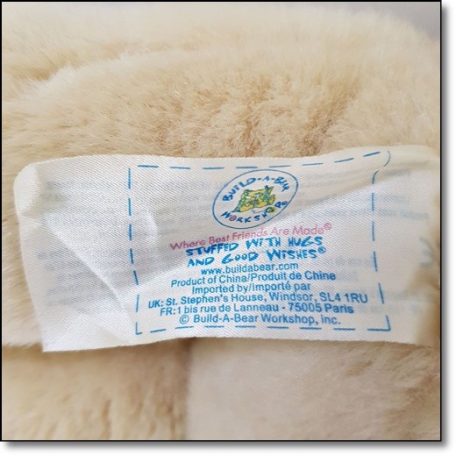 BUILD-A-BEAR
WORKSHOP®
Where Best Friends Are Made®
STUFFED WITH HUGS
AND GOOD WISHES®
www.buildabear.com
Product of China/Produit de Chine
Imported by/importé par
UK: St. Stephen's House, Windsor, SL4 1RU
FR: 1 bis rue de Lanneau - 75005 Paris
© Build-A-Bear Workshop, Inc.